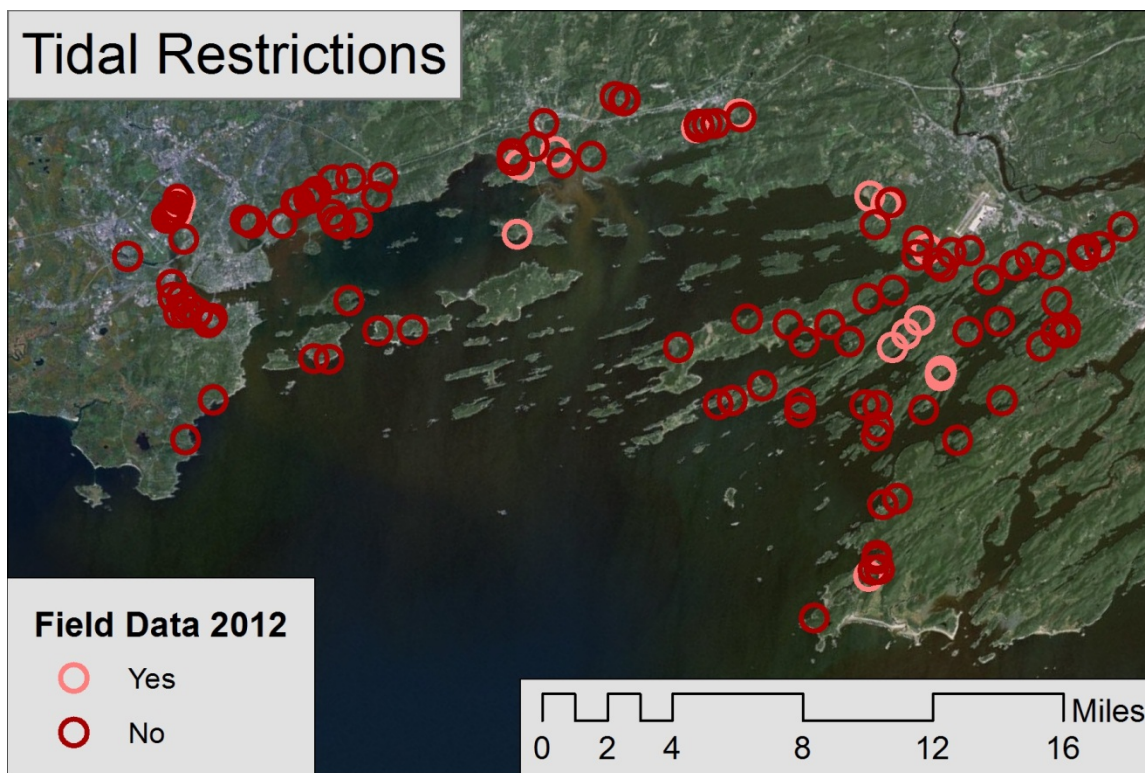 Tidal Restrictions
Field Data 2012
Yes
No
Miles
0 2 4 8 12 16